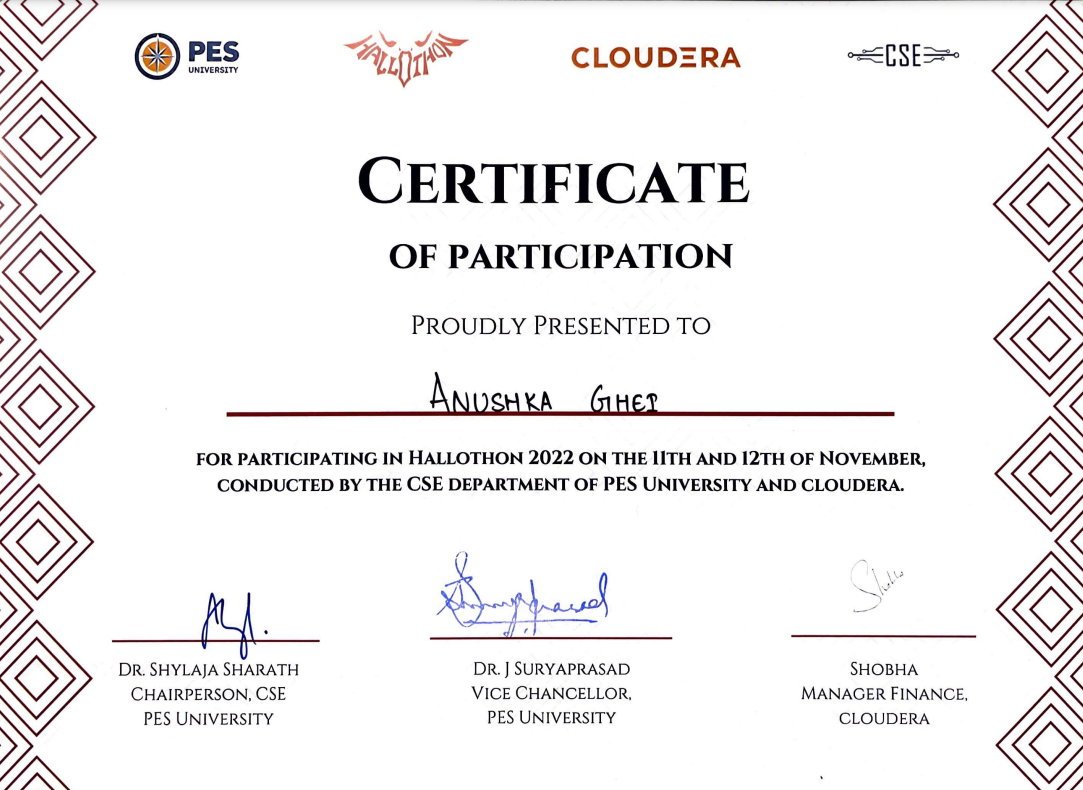 PES
UNIVERSITY
HALLOTHON
CLOUDERA
CSE
CERTIFICATE
OF PARTICIPATION
PROUDLY PRESENTED TO
ANUSHKA GHEI
FOR PARTICIPATING IN HALLOTHON 2022 ON THE 11TH AND 12TH OF NOVEMBER,
CONDUCTED BY THE CSE DEPARTMENT OF PES UNIVERSITY AND CLOUDERA.
Suryaprasad
Shobha
DR. SHYLAJA SHARATH
CHAIRPERSON, CSE
PES UNIVERSITY
DR. J SURYAPRASAD
VICE CHANCELLOR,
PES UNIVERSITY
SHOBHA
MANAGER FINANCE,
CLOUDERA